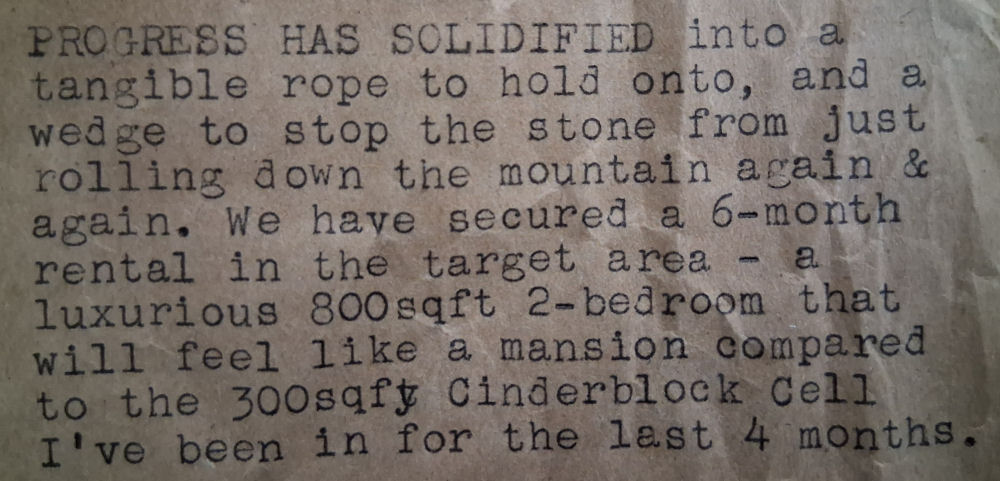 PROGRESS HAS SOLIDIFIED into a
tangible rope to hold onto, and a
wedge to stop the stone from just
rolling down the mountain again &
again. We have secured a 6-month
rental in the target area - a
luxurious 800sqft 2-bedroom that
will feel like a mansion compared
to the 300sqfy Cinderblock Cell
I've been in for the last 4 months.